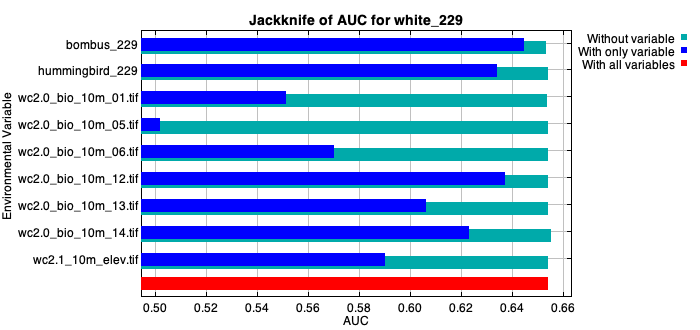 Jackknife of AUC for white_229
Without variable
With only variable
With all variables
Environmental Variable
bombus_229
hummingbird_229
wc2.0_bio_10m_01.tif
wc2.0_bio_10m_05.tif
wc2.0_bio_10m_06.tif
wc2.0_bio_10m_12.tif
wc2.0_bio_10m_13.tif
wc2.0_bio_10m_14.tif
wc2.1_10m_elev.tif
0.50 0.52 0.54 0.56 0.58 0.60 0.62 0.64 0.66
AUC